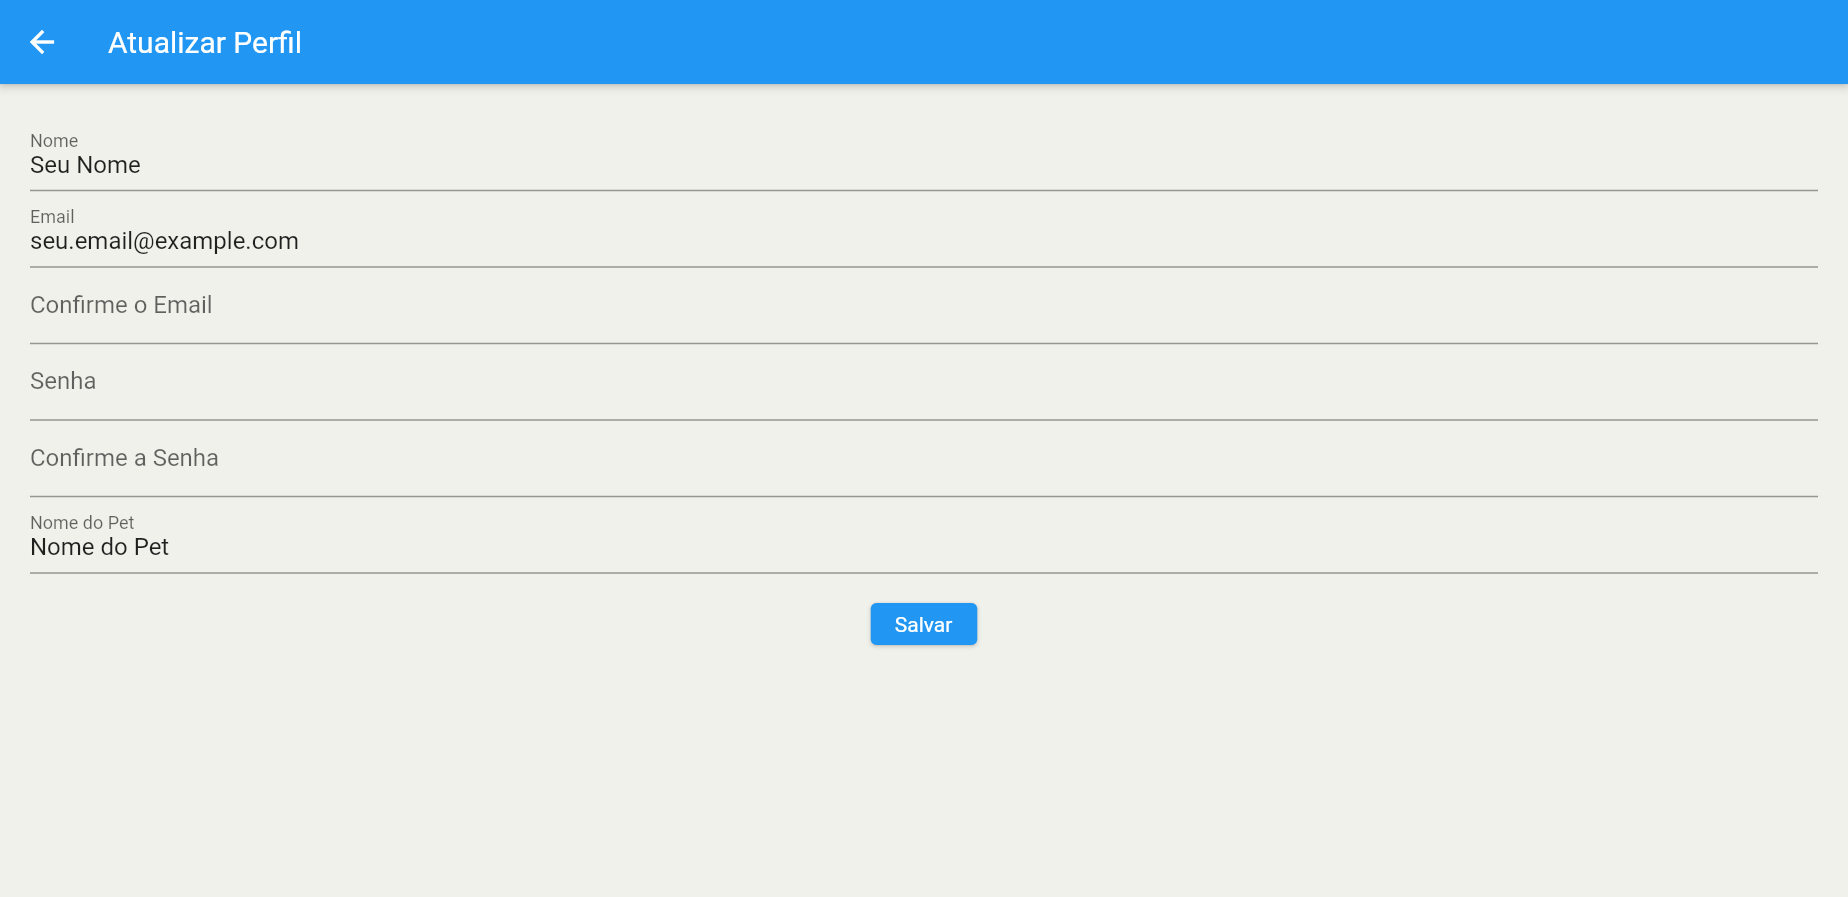 Atualizar Perfil
Nome
Seu Nome
Email
seu.email@example.com
Confirme o Email
Senha
Confirme a Senha
Nome do Pet
Nome do Pet
Salvar